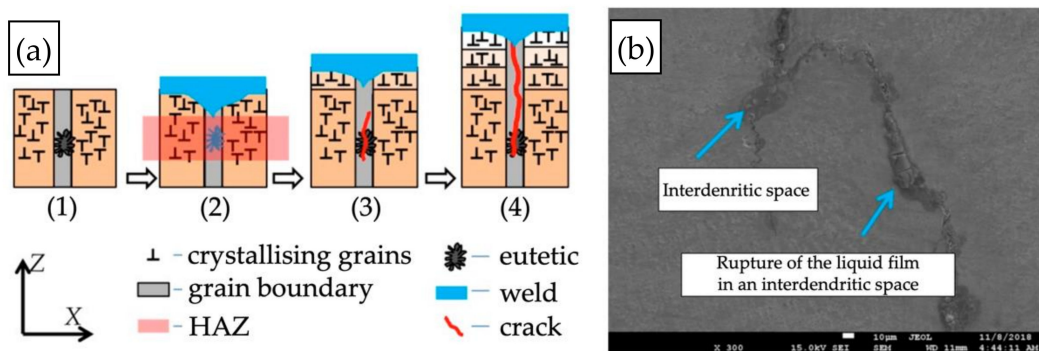 (a)
(1)
(2)
(3)
(4)
Z
X
crystallising grains
grain boundary
HAZ
eutetic
weld
crack
(b)
Interdenritic space
Rupture of the liquid film
in an interdendritic space
10μm JEOL 11/8/2018
X 300 15.0kV SEI SEM WD 11mm 4:44:11 AM